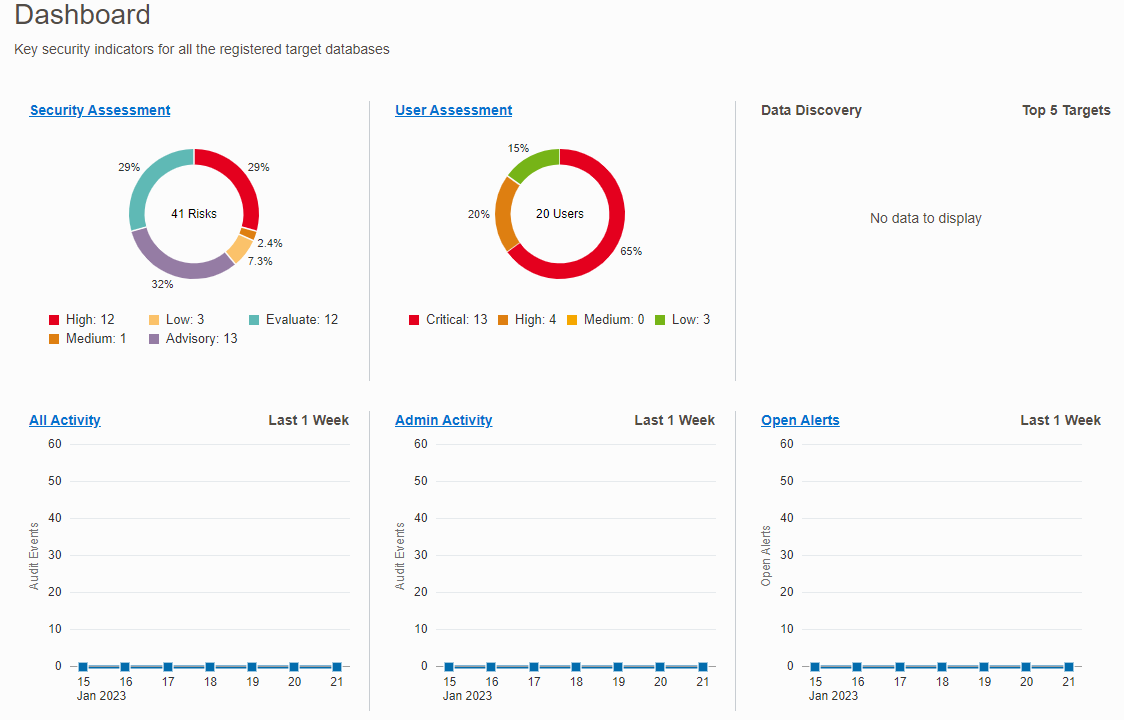 Dashboard
Key security indicators for all the registered target databases
Security Assessment
29%
29%
41 Risks
2.4%
7.3%
32%
High: 12
Low: 3
Evaluate: 12
Medium: 1
Advisory: 13
User Assessment
15%
20%
20 Users
65%
Critical: 13
High: 4
Medium: 0
Low: 3
Data Discovery
Top 5 Targets
No data to display
All Activity
Last 1 Week
60
50
40
30
20
10
0
Audit Events
15 16 17 18 19 20 21
Jan 2023
Admin Activity
Last 1 Week
60
50
40
30
20
10
0
Audit Events
15 16 17 18 19 20 21
Jan 2023
Open Alerts
Last 1 Week
60
50
40
30
20
10
0
Open Alerts
15 16 17 18 19 20 21
Jan 2023